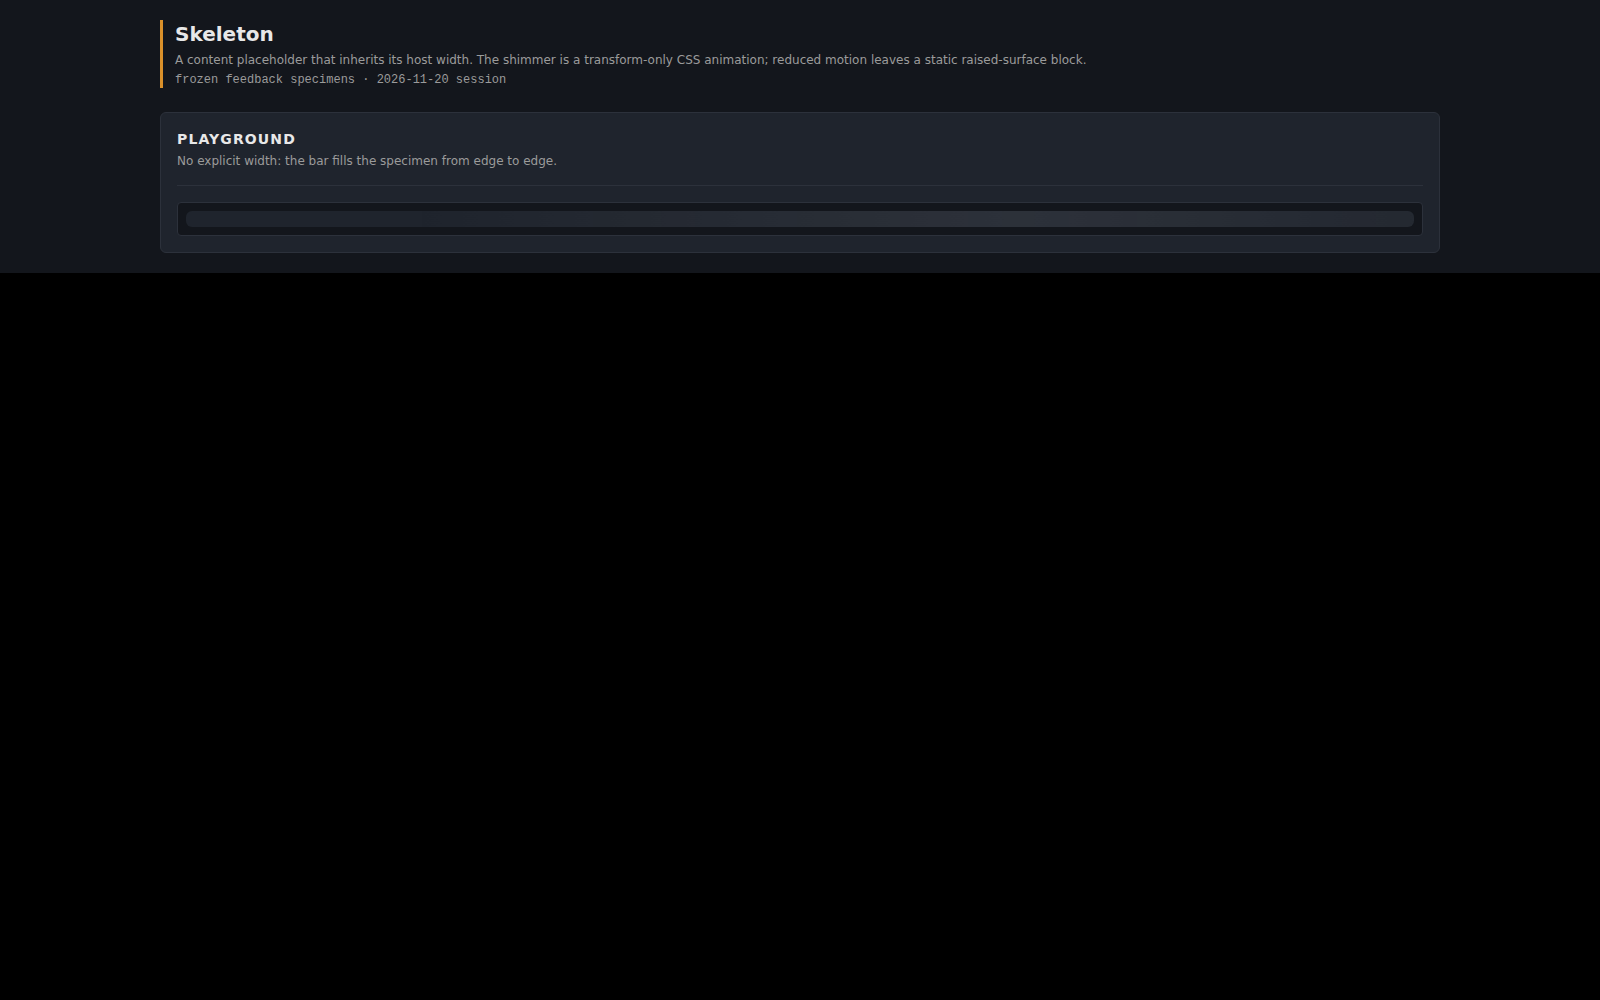 Skeleton
A content placeholder that inherits its host width. The shimmer is a transform-only CSS animation; reduced motion leaves a static raised-surface block.
frozen feedback specimens · 2026-11-20 session
PLAYGROUND
No explicit width: the bar fills the specimen from edge to edge.